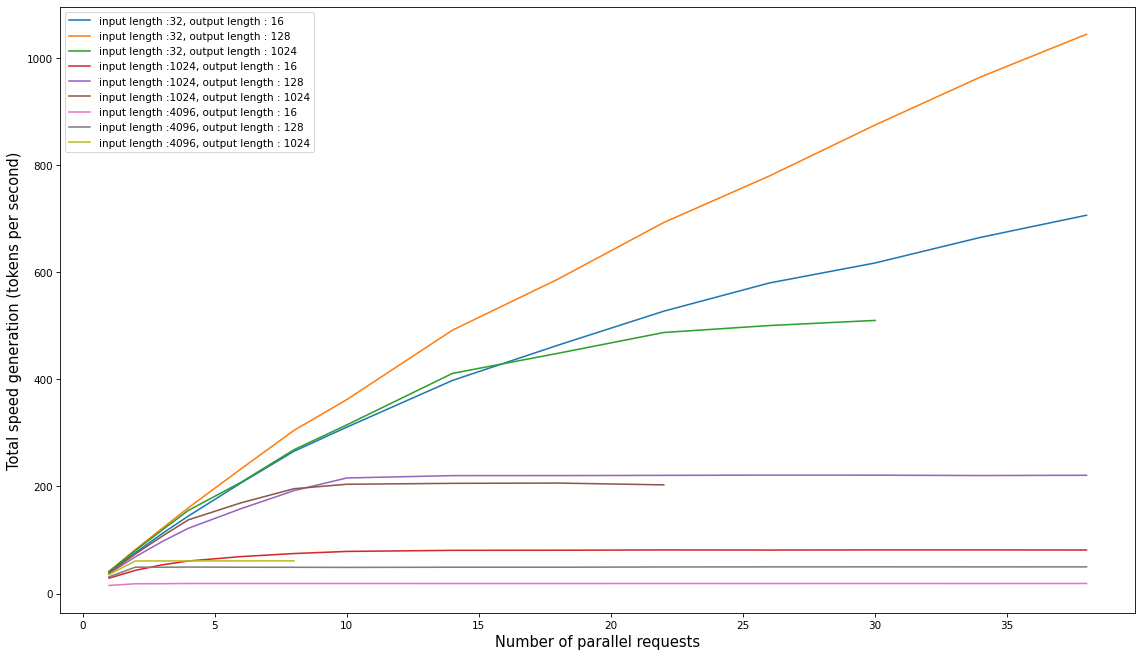 input length :32, output length : 16
input length :32, output length : 128
input length :32, output length : 1024
input length :1024, output length : 16
input length :1024, output length : 128
input length :1024, output length : 1024
input length :4096, output length : 16
input length :4096, output length : 128
input length :4096, output length : 1024
Total speed generation (tokens per second)
1000
800
600
400
200
0
0 5 10 15 20 25 30 35
Number of parallel requests